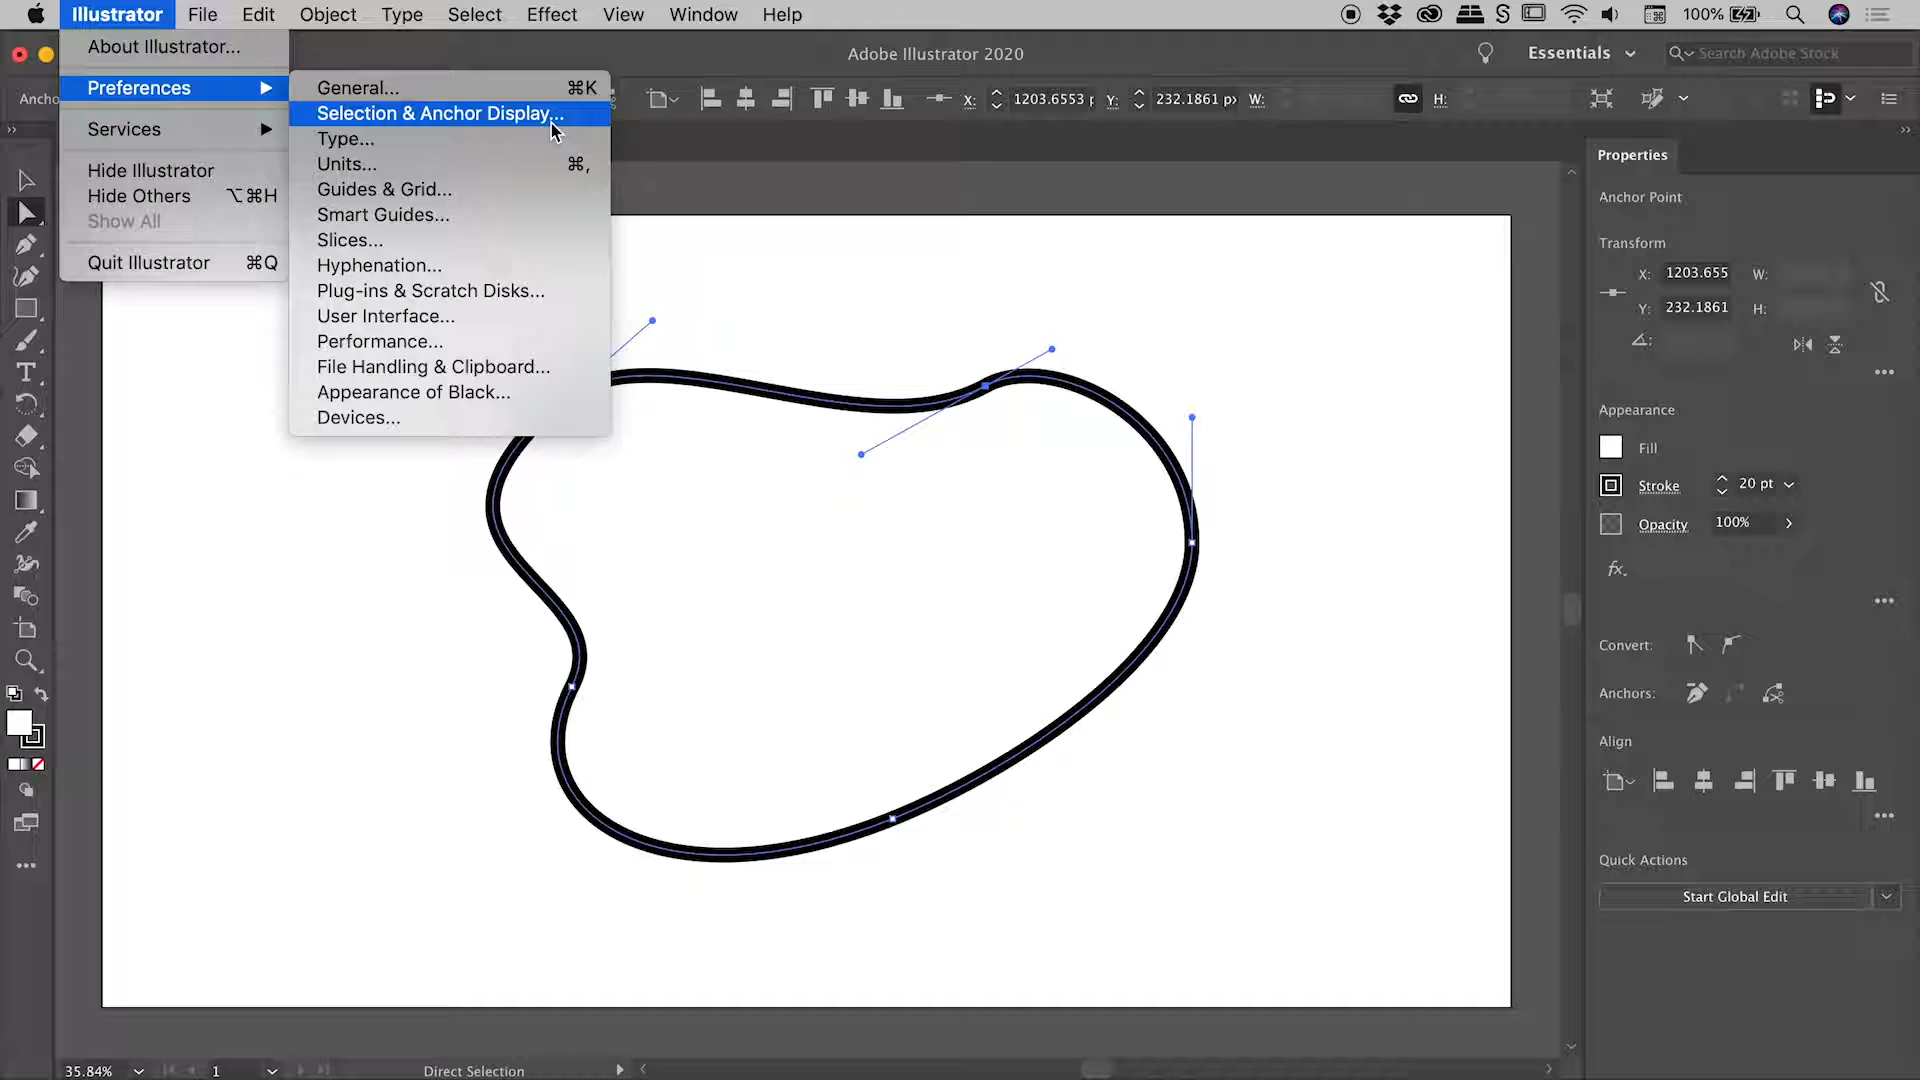 Illustrator File Edit Object Type Select Effect View Window Help
100%
About Illustrator...
Preferences
Services
Hide Illustrator
Hide Others ⌥⌘H
Show All
Quit Illustrator ⌘Q
General... ⌘K
Selection & Anchor Display...
Type...
Units... ⌘,
Guides & Grid...
Smart Guides...
Slices...
Hyphenation...
Plug-ins & Scratch Disks...
User Interface...
Performance...
File Handling & Clipboard...
Appearance of Black...
Devices...
Adobe Illustrator 2020
Essentials
Search Adobe Stock
Ancho
X: 1203.6553 p Y: 232.1861 px W: H:
Properties
Anchor Point
Transform
X: 1203.655 W:
Y: 232.1861 H:
Appearance
Fill
Stroke 20 pt
Opacity 100%
fx.
Convert:
Anchors:
Align
Quick Actions
Start Global Edit
35.84% 1 Direct Selection